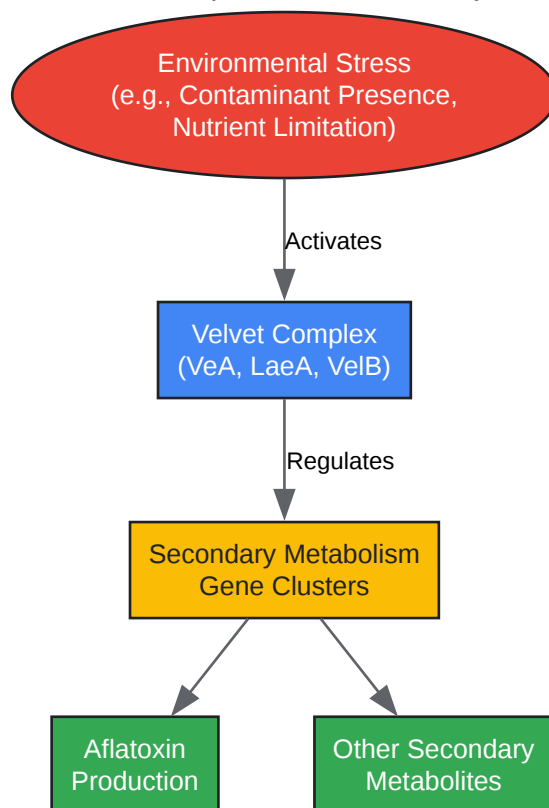 Environmental Stress
(e.g., Contaminant Presence,
Nutrient Limitation)
Activates
Velvet Complex
(VeA, LaeA, VelB)
Regulates
Secondary Metabolism
Gene Clusters
Aflatoxin
Production
Other Secondary
Metabolites